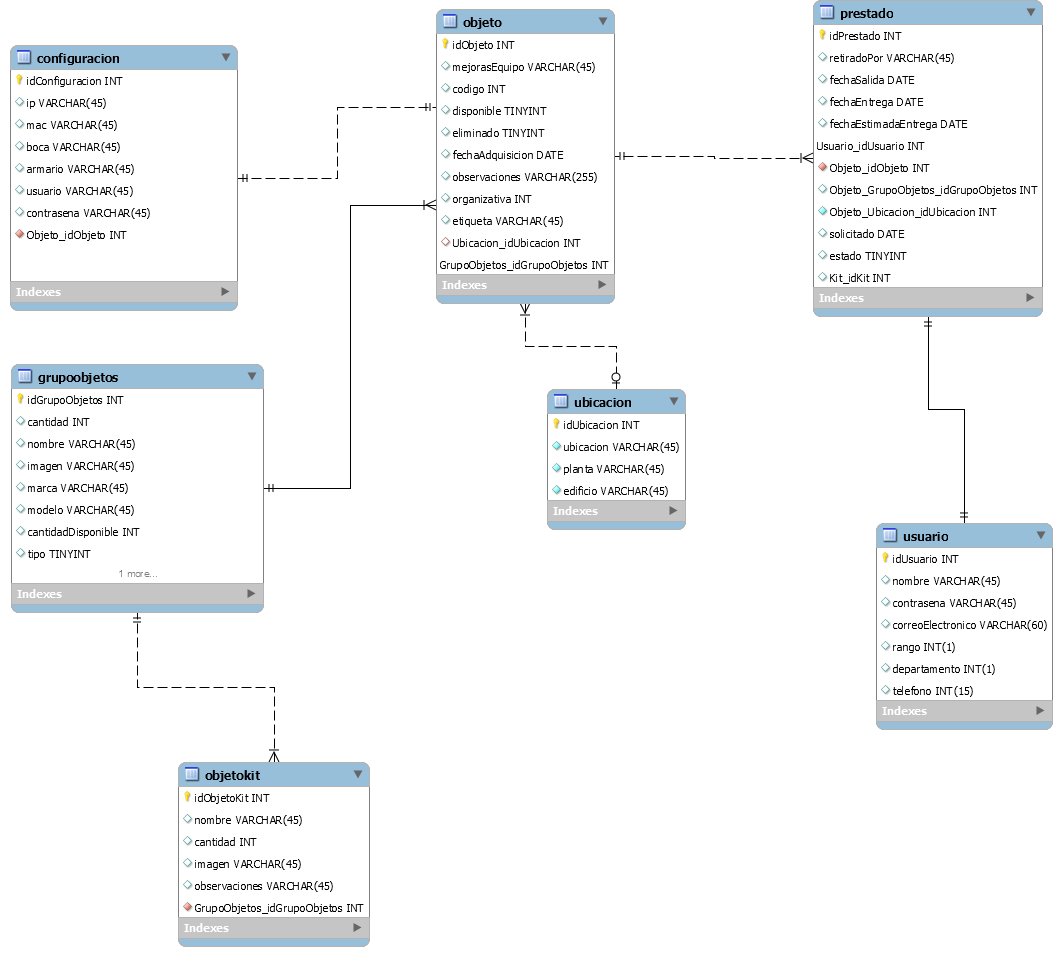 configuracion
idConfiguracion INT
ip VARCHAR(45)
mac VARCHAR(45)
boca VARCHAR(45)
armario VARCHAR(45)
usuario VARCHAR(45)
contrasena VARCHAR(45)
Objeto_idObjeto INT
Indexes
objeto
idObjeto INT
mejorasEquipo VARCHAR(45)
codigo INT
disponible TINYINT
eliminado TINYINT
fechaAdquisicion DATE
observaciones VARCHAR(255)
organizativa INT
etiqueta VARCHAR(45)
Ubicacion_idUbicacion INT
GrupoObjetos_idGrupoObjetos INT
Indexes
prestado
idPrestado INT
retiradoPor VARCHAR(45)
fechaSalida DATE
fechaEntrega DATE
fechaEstimadaEntrega DATE
Usuario_idUsuario INT
Objeto_idObjeto INT
Objeto_GrupoObjetos_idGrupoObjetos INT
Objeto_Ubicacion_idUbicacion INT
solicitado DATE
estado TINYINT
Kit_idKit INT
Indexes
grupoobjetos
idGrupoObjetos INT
cantidad INT
nombre VARCHAR(45)
imagen VARCHAR(45)
marca VARCHAR(45)
modelo VARCHAR(45)
cantidadDisponible INT
tipo TINYINT
1 more...
Indexes
ubicacion
idUbicacion INT
ubicacion VARCHAR(45)
planta VARCHAR(45)
edificio VARCHAR(45)
Indexes
usuario
idUsuario INT
nombre VARCHAR(45)
contrasena VARCHAR(45)
correoElectronico VARCHAR(60)
rango INT(1)
departamento INT(1)
telefono INT(15)
Indexes
objetokit
idObjetoKit INT
nombre VARCHAR(45)
cantidad INT
imagen VARCHAR(45)
observaciones VARCHAR(45)
GrupoObjetos_idGrupoObjetos INT
Indexes